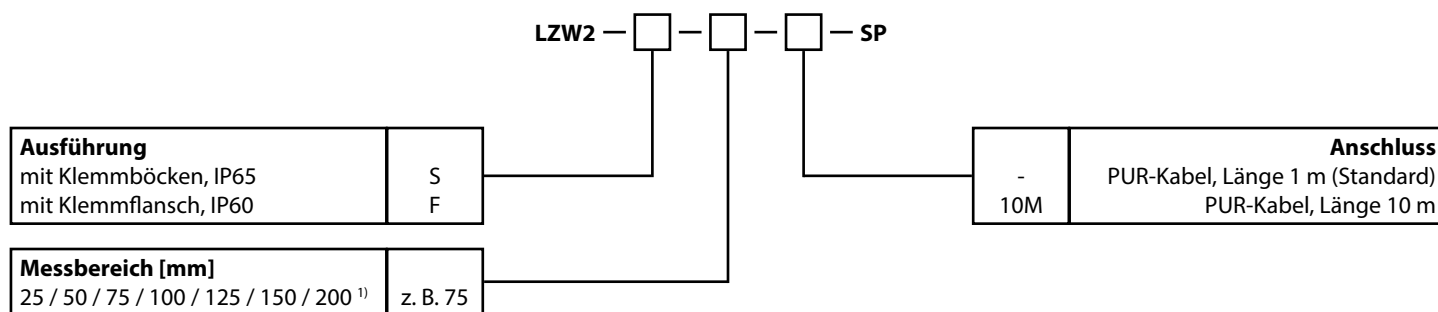 LZW2 — □ — □ — □ — SP
Ausführung
mit Klemmböcken, IP65 S
mit Klemmflansch, IP60 F
Anschluss
- PUR-Kabel, Länge 1 m (Standard)
10M PUR-Kabel, Länge 10 m
Messbereich [mm]
25 / 50 / 75 / 100 / 125 / 150 / 200 ¹⁾ z. B. 75